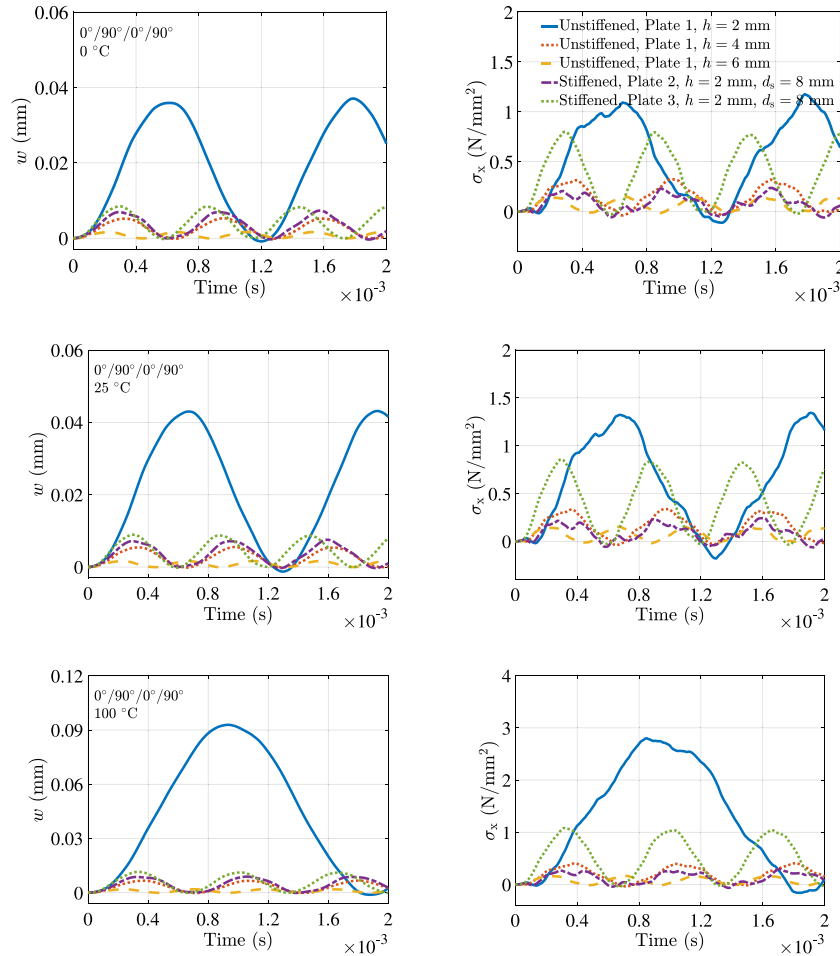 0.06
0.04
0.02
0
w (mm)
0°/90°/0°/90°
0 °C
0 0.4 0.8 1.2 1.6 2
Time (s)
×10-3
2
1.5
1
0.5
0
σx (N/mm²)
Unstiffened, Plate 1, h = 2 mm
Unstiffened, Plate 1, h = 4 mm
Unstiffened, Plate 1, h = 6 mm
Stiffened, Plate 2, h = 2 mm, ds = 8 mm
Stiffened, Plate 3, h = 2 mm, ds = 8 mm
0 0.4 0.8 1.2 1.6 2
Time (s)
×10-3
0.06
0.04
0.02
0
w (mm)
0°/90°/0°/90°
25 °C
0 0.4 0.8 1.2 1.6 2
Time (s)
×10-3
2
1.5
1
0.5
0
σx (N/mm²)
0 0.4 0.8 1.2 1.6 2
Time (s)
×10-3
0.12
0.09
0.06
0.03
0
w (mm)
0°/90°/0°/90°
100 °C
0 0.4 0.8 1.2 1.6 2
Time (s)
×10-3
4
3
2
1
0
σx (N/mm²)
0 0.4 0.8 1.2 1.6 2
Time (s)
×10-3